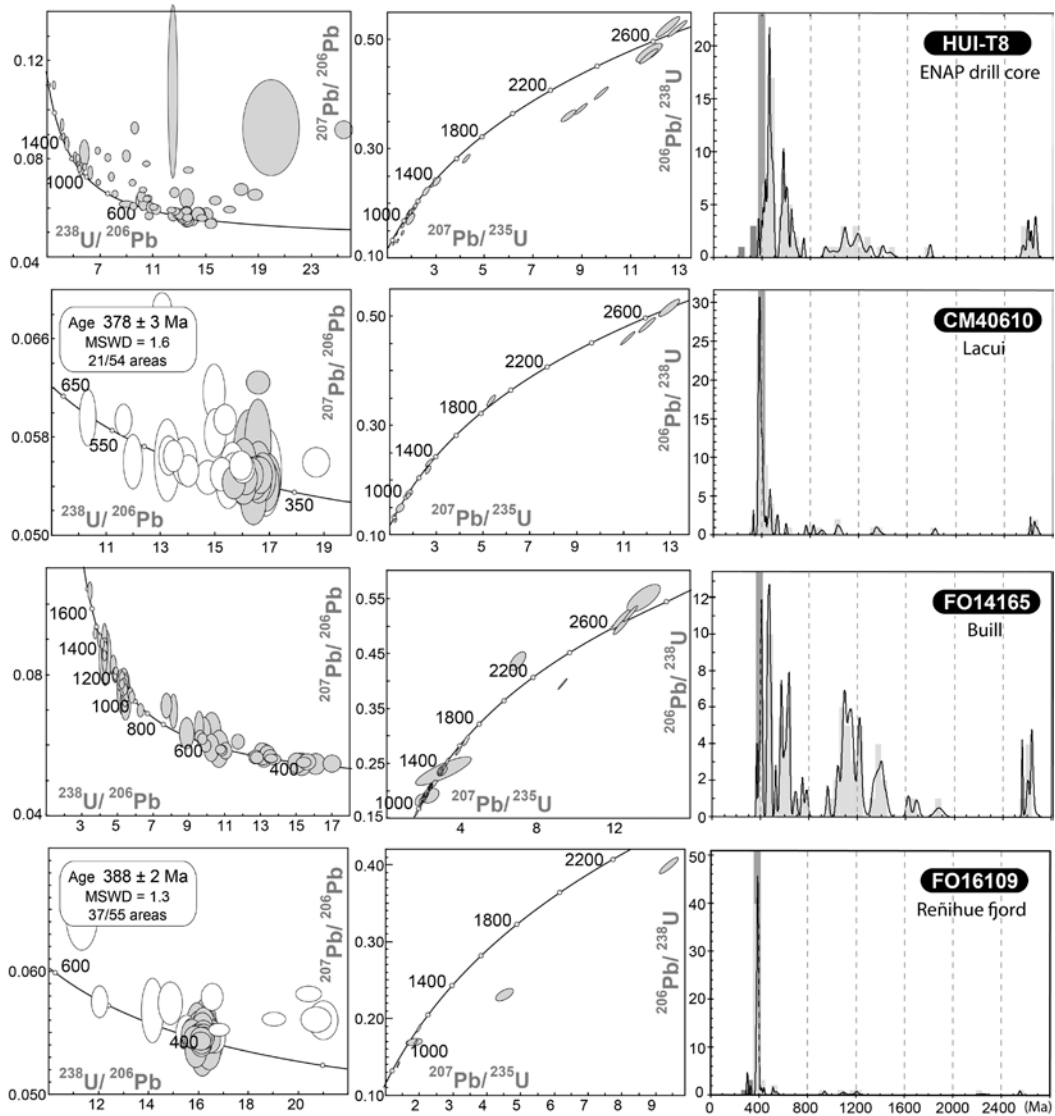 0.12
0.08
0.04
1400
1000
600
207Pb/ 206Pb
238U/ 206Pb
7 11 15 19 23
0.50
0.30
0.10
2600
2200
1800
1400
1000
206Pb/ 238U
207Pb/ 235U
1 3 5 7 9 11 13
20
15
10
5
0
HUI-T8
ENAP drill core
Age 378 ± 3 Ma
MSWD = 1.6
21/54 areas
0.066
0.058
0.050
650
550
350
207Pb/ 206Pb
238U/ 206Pb
11 13 15 17 19
0.50
0.30
0.10
2600
2200
1800
1400
1000
206Pb/ 238U
207Pb/ 235U
1 3 5 7 9 11 13
30
25
20
15
10
5
0
CM40610
Lacui
0.08
0.04
1600
1400
1200
1000
800
600
400
207Pb/ 206Pb
238U/ 206Pb
3 5 7 9 11 13 15 17
0.55
0.45
0.35
0.25
0.15
2600
2200
1800
1400
1000
206Pb/ 238U
207Pb/ 235U
4 8 12
12
10
8
6
4
2
0
FO14165
Buill
Age 388 ± 2 Ma
MSWD = 1.3
37/55 areas
0.060
0.050
600
400
207Pb/ 206Pb
238U/ 206Pb
12 14 16 18 20
0.40
0.30
0.20
0.10
2200
1800
1400
1000
206Pb/ 238U
207Pb/ 235U
1 2 3 4 5 6 7 8 9
50
40
30
20
10
0
FO16109
Reñihue fjord
0 400 800 1200 1600 2000 2400 (Ma)